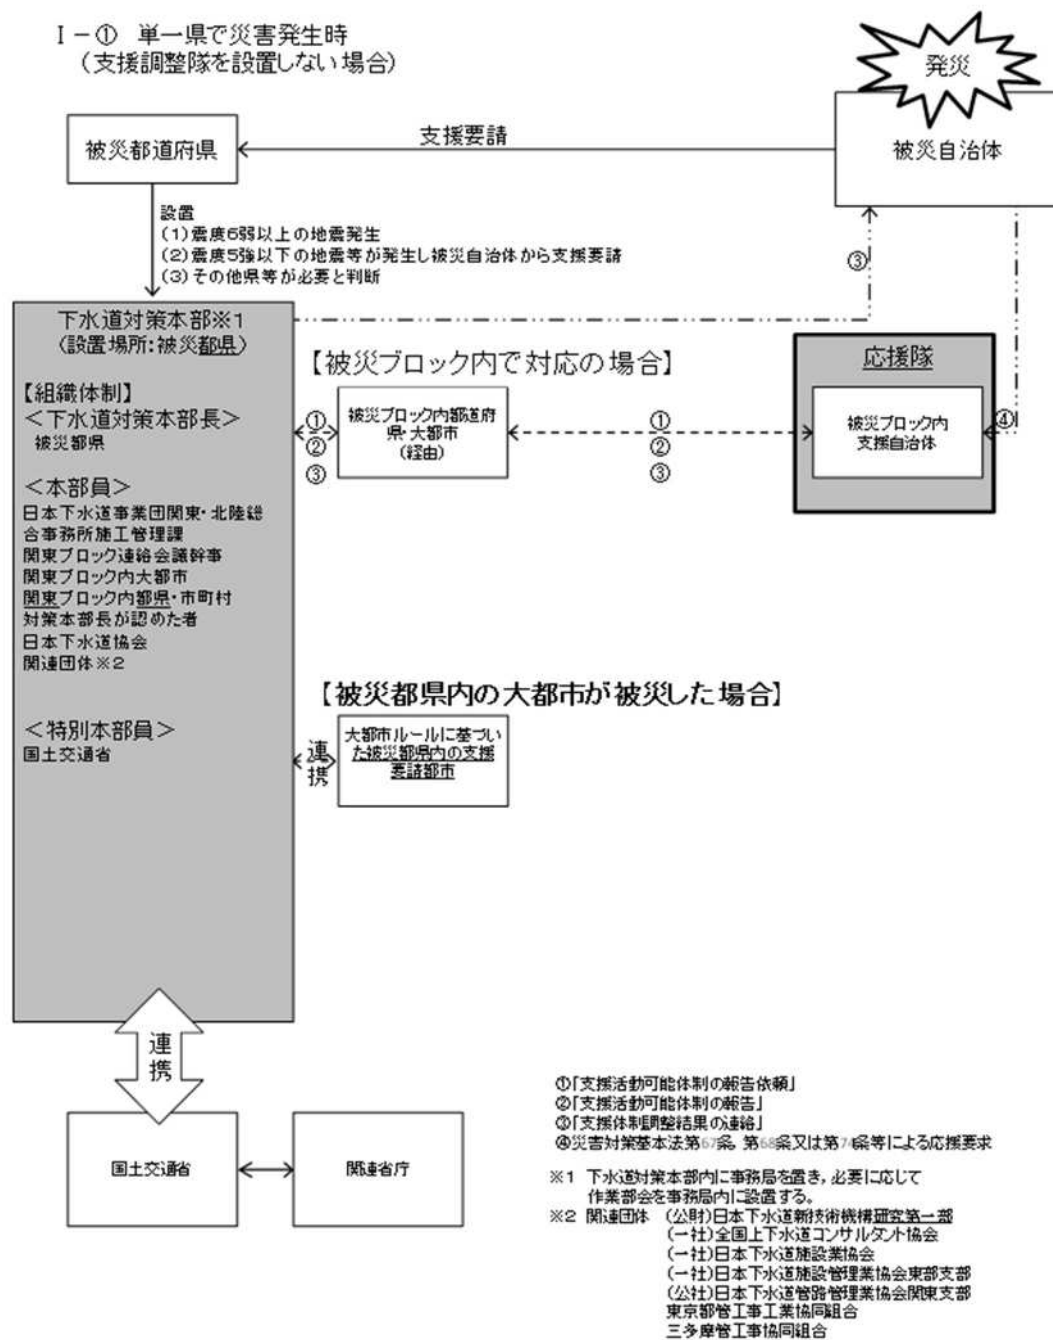 Ⅰ－① 単一県で災害発生時
（支援調整隊を設置しない場合）
発災
被災都道府県
支援要請
被災自治体
設置
(1)震度6弱以上の地震発生
(2)震度5強以下の地震等が発生し被災自治体から支援要請
(3)その他県等が必要と判断
③
下水道対策本部※1
(設置場所:被災都県)
【組織体制】
＜下水道対策本部長＞
被災都県
＜本部員＞
日本下水道事業団関東・北陸総
合事務所施工管理課
関東ブロック連絡会議幹事
関東ブロック内大都市
関東ブロック内都県・市町村
対策本部長が認めた者
日本下水道協会
関連団体※2
＜特別本部員＞
国土交通省
【被災ブロック内で対応の場合】
①
②
③
被災ブロック内都道府
県・大都市
(経由)
①
②
③
応援隊
被災ブロック内
支援自治体
④
【被災都県内の大都市が被災した場合】
連
携
大都市ルールに基づい
た被災都県内の支援
要請都市
連
携
国土交通省
関連省庁
①「支援活動可能体制の報告依頼」
②「支援活動可能体制の報告」
③「支援体制調整結果の連絡」
④災害対策基本法第67条，第68条又は第74条等による応援要求
※1 下水道対策本部内に事務局を置き，必要に応じて
作業部会を事務局内に設置する。
※2 関連団体 (公財)日本下水道新技術機構研究第一部
(一社)全国上下水道コンサルタント協会
(一社)日本下水道施設業協会
(一社)日本下水道施設管理業協会東部支部
(公社)日本下水道管路管理業協会関東支部
東京都管工事工業協同組合
三多摩管工事協同組合